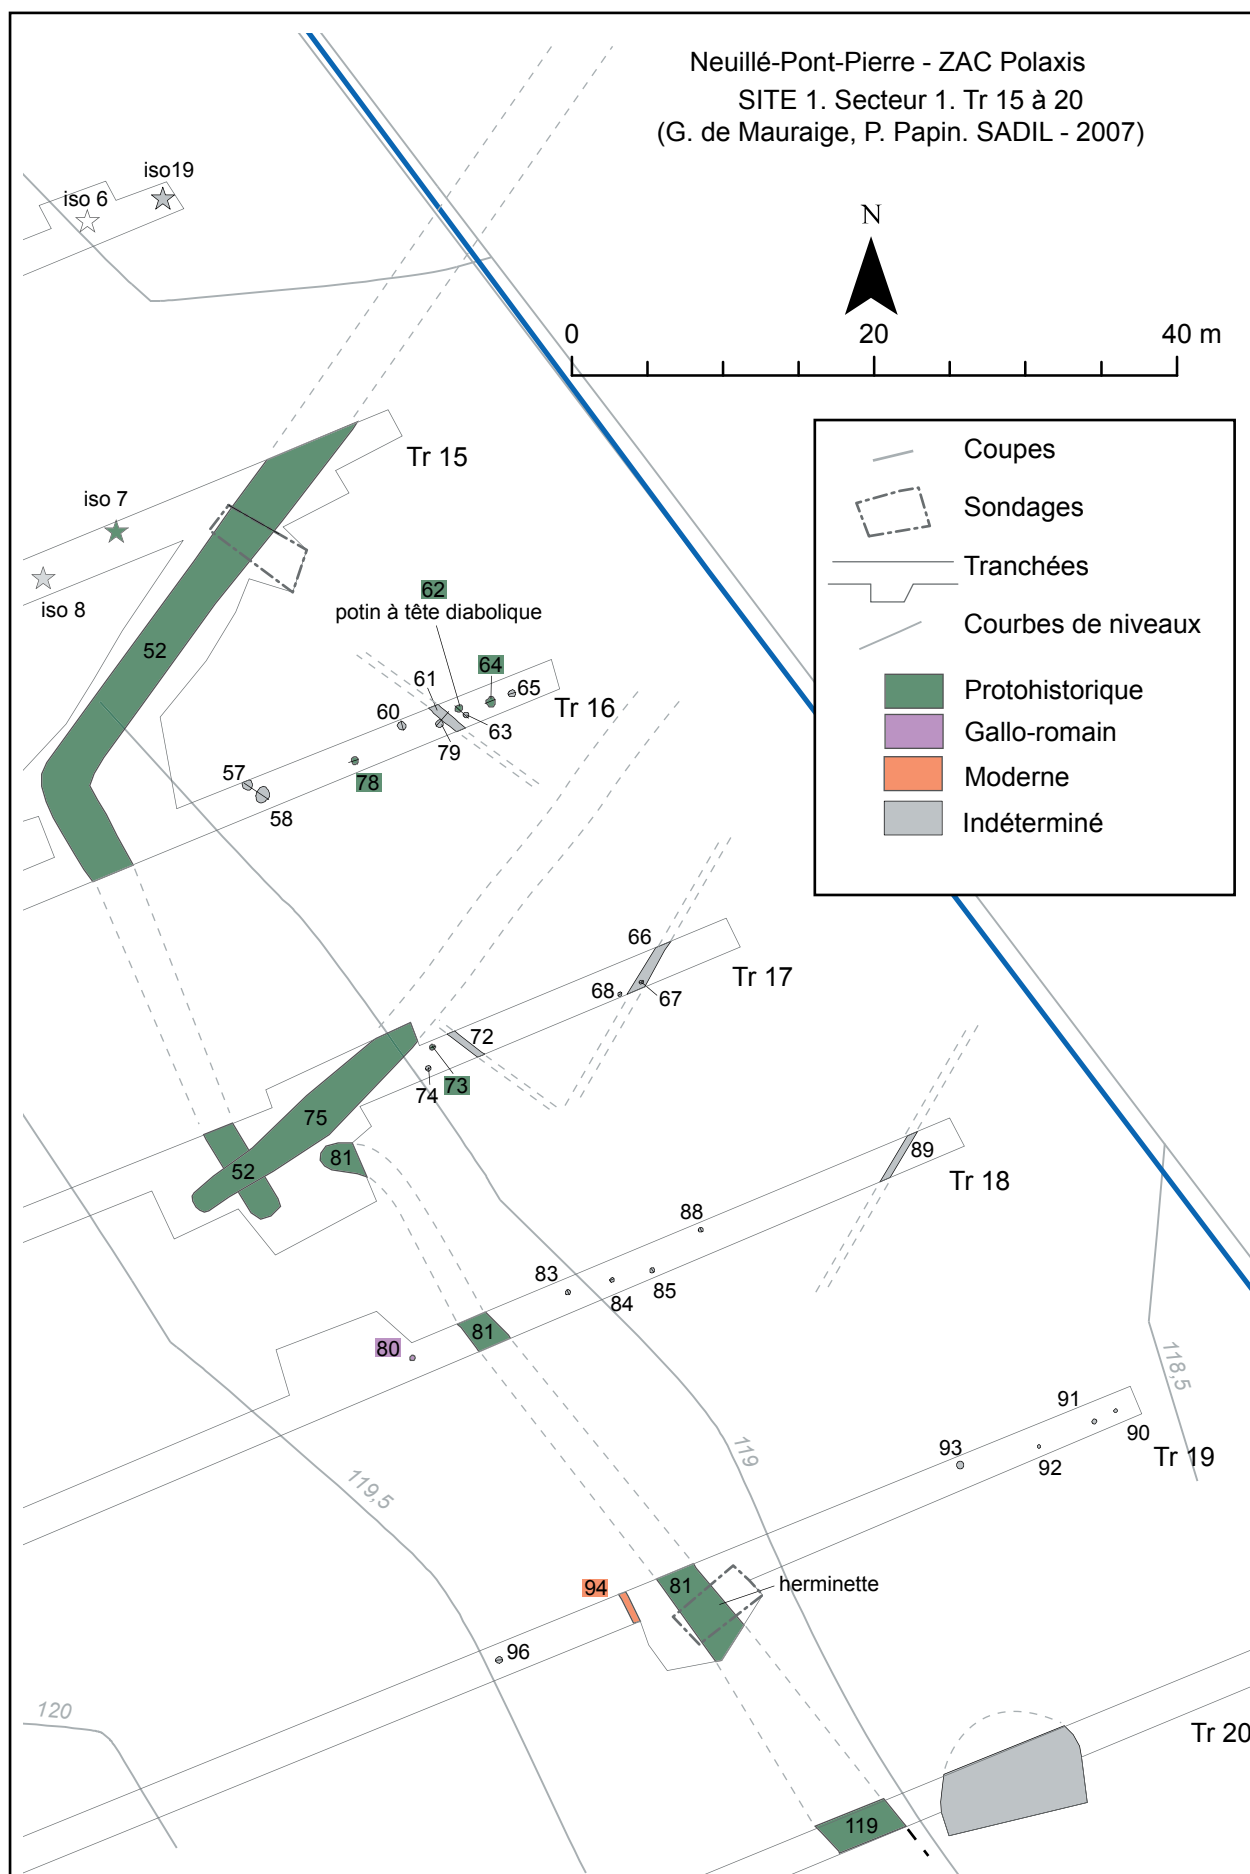 Neuillé-Pont-Pierre - ZAC Polaxis
SITE 1. Secteur 1. Tr 15 à 20
(G. de Mauraige, P. Papin. SADIL - 2007)
iso19
iso 6
N
0 20 40 m
Coupes
Sondages
Tranchées
Courbes de niveaux
Protohistorique
Gallo-romain
Moderne
Indéterminé
Tr 15
iso 7
iso 8
52
62
potin à tête diabolique
64
61
65
Tr 16
60
63
79
57
78
58
66
Tr 17
68
67
72
74
73
75
81
52
89
Tr 18
88
83
84
85
81
80
118,5
91
90
119
93
92
Tr 19
119,5
94
81
herminette
96
120
Tr 20
119